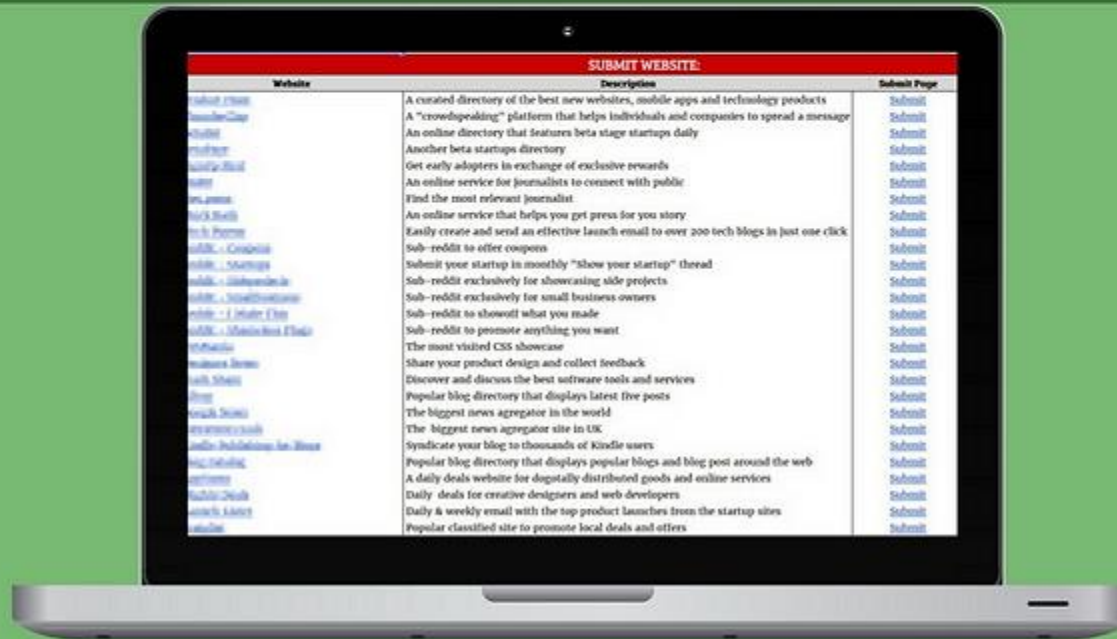 SUBMIT WEBSITE:
Website Description Submit Page
A curated directory of the best new websites, mobile apps and technology products Submit
A "crowdspeaking" platform that helps individuals and companies to spread a message Submit
An online directory that features beta stage startups daily Submit
Another beta startups directory Submit
Get early adopters in exchange of exclusive rewards Submit
An online service for journalists to connect with public Submit
Find the most relevant journalist Submit
An online service that helps you get press for you story Submit
Easily create and send an effective launch email to over 200 tech blogs in just one click Submit
Sub-reddit to offer coupons Submit
Submit your startup in monthly "Show your startup" thread Submit
Sub-reddit exclusively for showcasing side projects Submit
Sub-reddit exclusively for small business owners Submit
Sub-reddit to showoff what you made Submit
Sub-reddit to promote anything you want Submit
The most visited CSS showcase Submit
Share your product design and collect feedback Submit
Discover and discuss the best software tools and services Submit
Popular blog directory that displays latest five posts Submit
The biggest news agregator in the world Submit
The biggest news agregator site in UK Submit
Syndicate your blog to thousands of Kindle users Submit
Popular blog directory that displays popular blogs and blog post around the web Submit
A daily deals website for dogotally distributed goods and online services Submit
Daily deals for creative designers and web developers Submit
Daily & weekly email with the top product launches from the startup sites Submit
Popular classified site to promote local deals and offers Submit